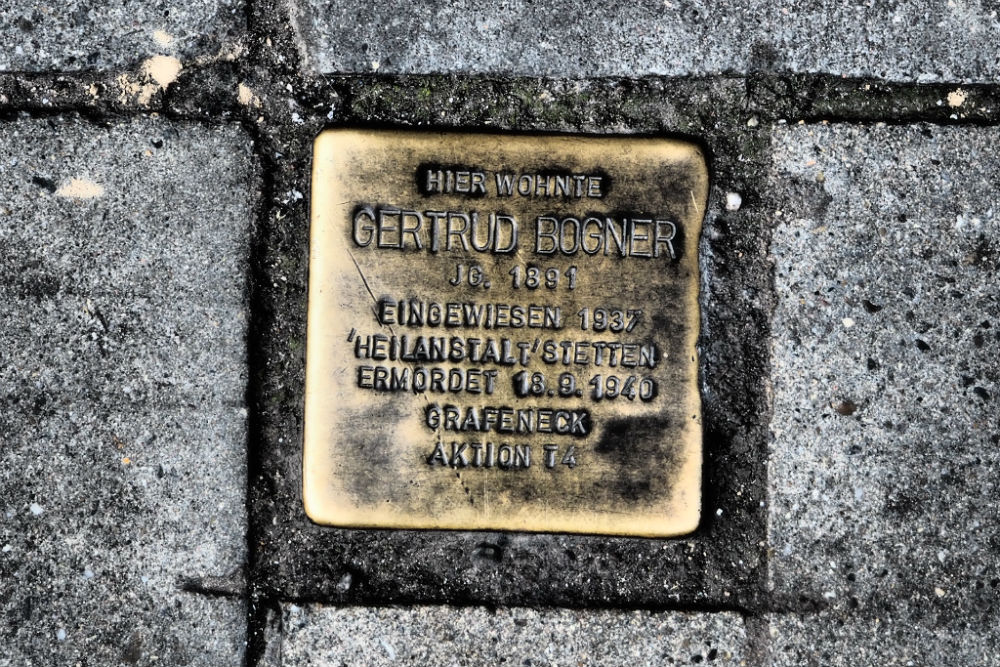 HIER WOHNTE
GERTRUD BOGNER
JG. 1891
EINGEWIESEN 1937
'HEILANSTALT' STETTEN
ERMORDET 18.9.1940
GRAFENECK
AKTION T4